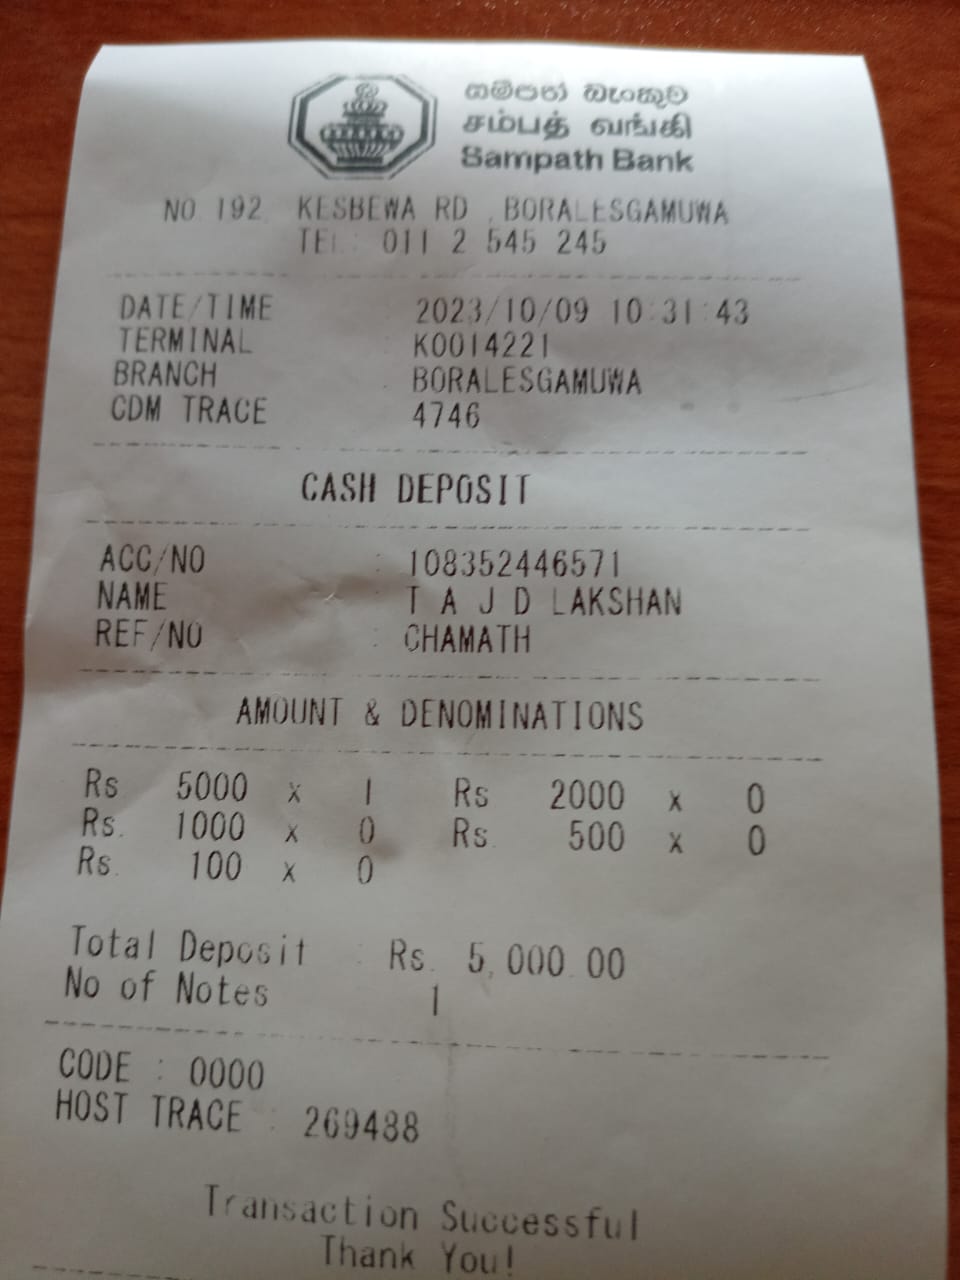 සම්පත් බැංකුව
சம்பத் வங்கி
Sampath Bank
NO. 192, KESBEWA RD , BORALESGAMUWA
TEL: 011 2 545 245
DATE/TIME : 2023/10/09 10:31:43
TERMINAL : K0014221
BRANCH : BORALESGAMUWA
CDM TRACE : 4746
CASH DEPOSIT
ACC/NO : 108352446571
NAME : T A J D LAKSHAN
REF/NO : CHAMATH
AMOUNT & DENOMINATIONS
Rs 5000 x 1 Rs 2000 x 0
Rs. 1000 x 0 Rs. 500 x 0
Rs. 100 x 0
Total Deposit : Rs. 5,000.00
No of Notes 1
CODE : 0000
HOST TRACE : 269488
Transaction Successful
Thank You!